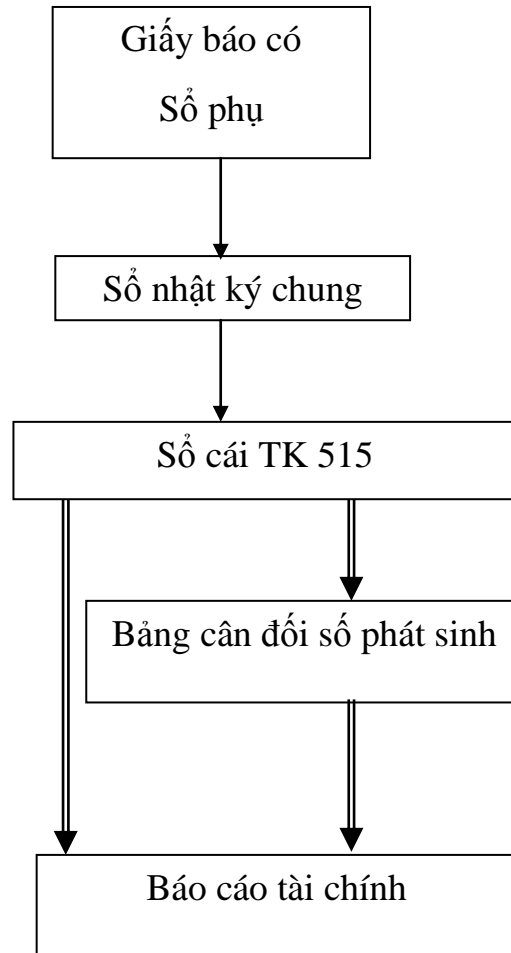 Giấy báo có
Sổ phụ
Sổ nhật ký chung
Sổ cái TK 515
Bảng cân đối số phát sinh
Báo cáo tài chính